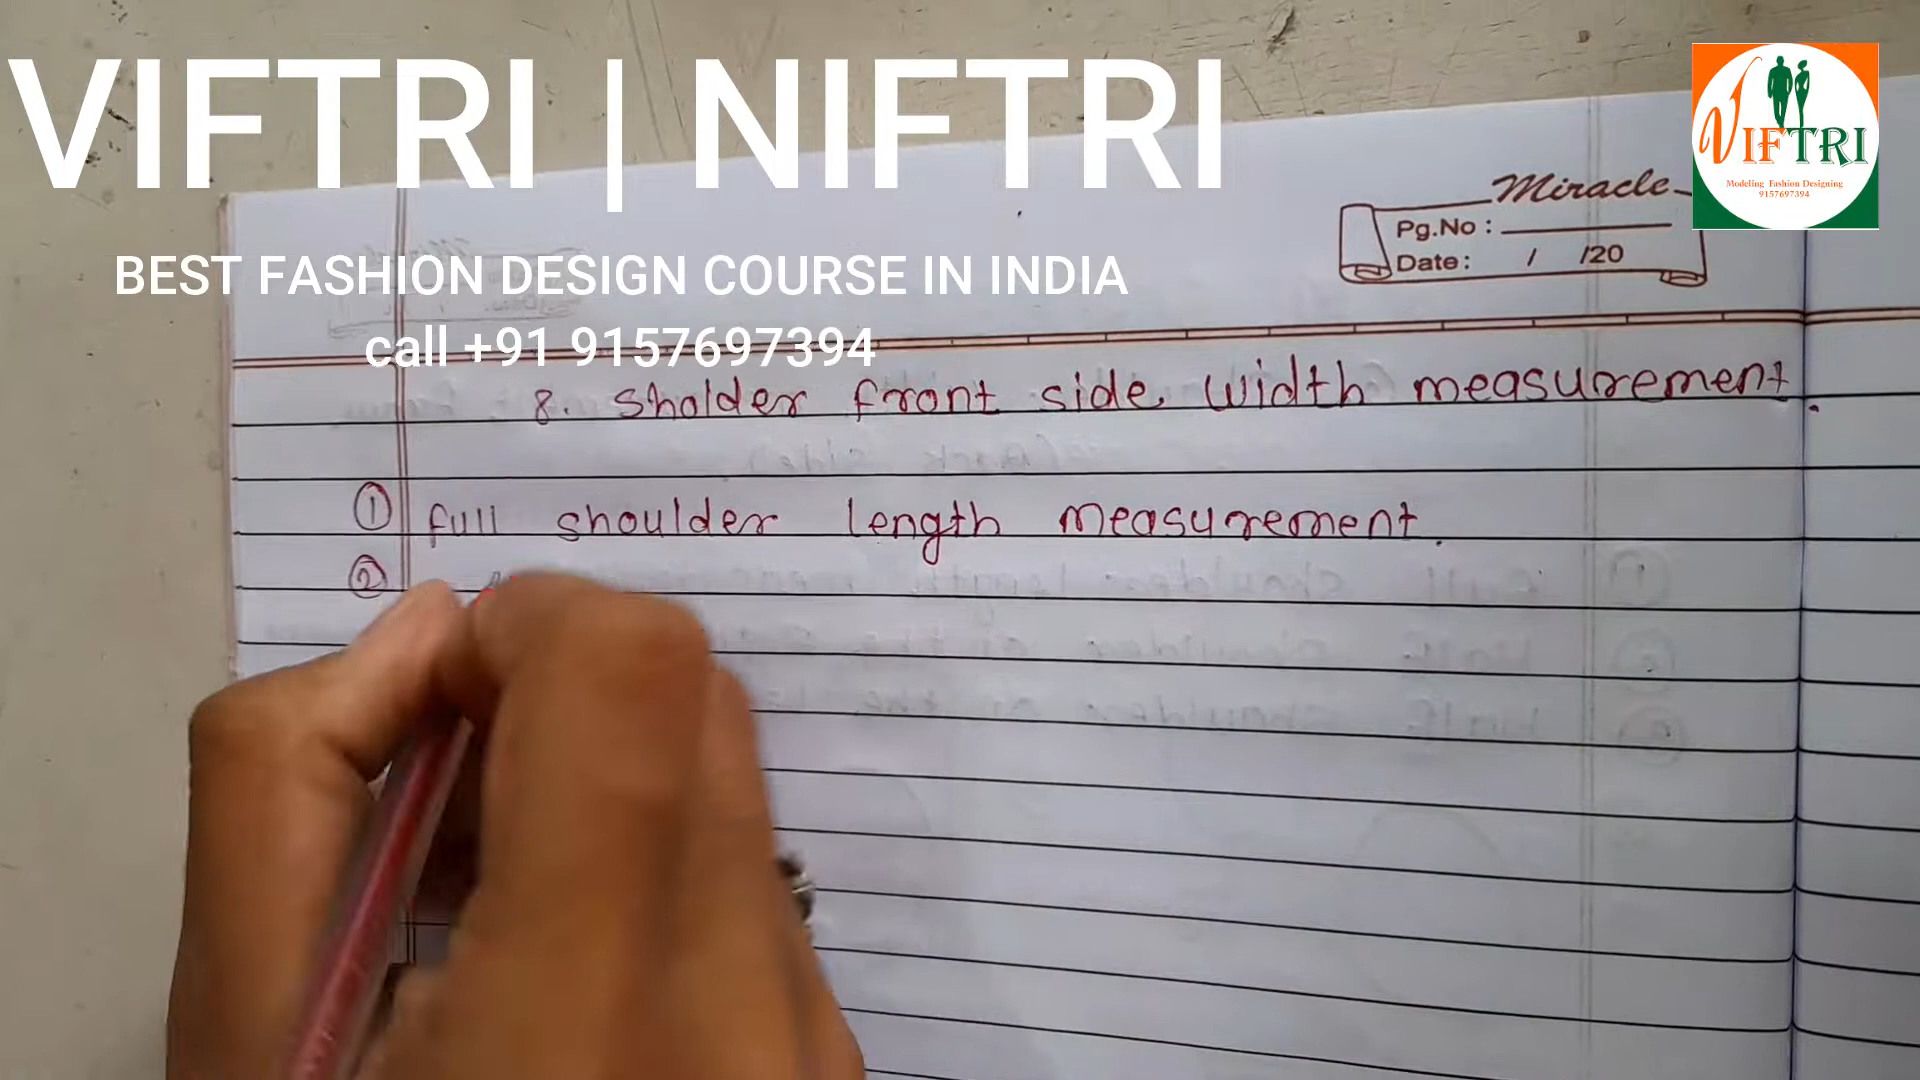 VIFTRI | NIFTRI
BEST FASHION DESIGN COURSE IN INDIA
call +91 9157697394
VIFTRI
Modeling Fashion Designing
9157697394
Miracle
Pg.No :
Date : / /20
8. Sholder front side width measurement.
① full shoulder length measurement.
②